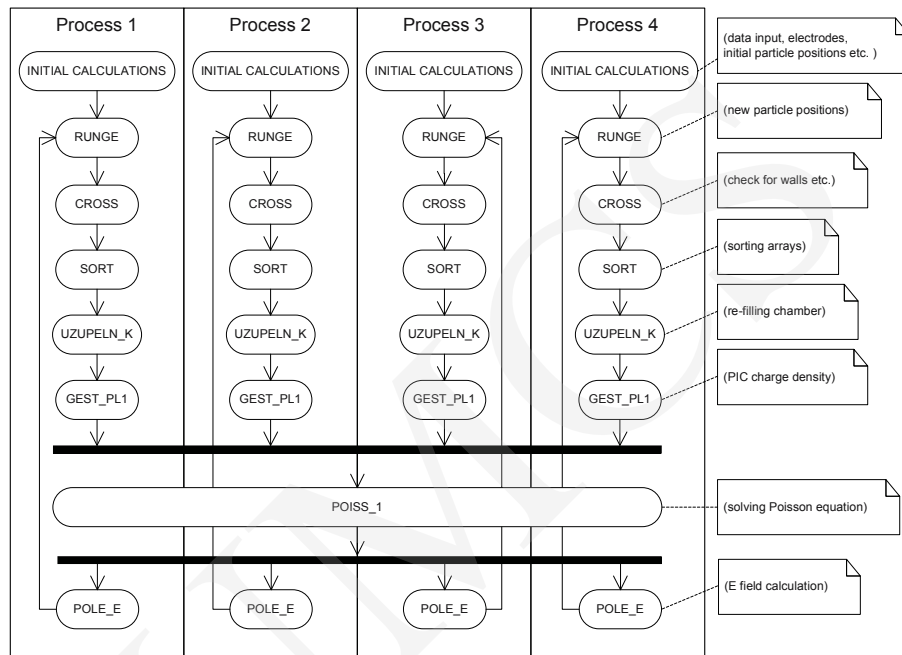 Process 1 Process 2 Process 3 Process 4
INITIAL CALCULATIONS INITIAL CALCULATIONS INITIAL CALCULATIONS INITIAL CALCULATIONS
(data input, electrodes,
initial particle positions etc. )
RUNGE RUNGE RUNGE RUNGE
(new particle positions)
CROSS CROSS CROSS CROSS
(check for walls etc.)
SORT SORT SORT SORT
(sorting arrays)
UZUPELN_K UZUPELN_K UZUPELN_K UZUPELN_K
(re-filling chamber)
GEST_PL1 GEST_PL1 GEST_PL1 GEST_PL1
(PIC charge density)
POISS_1
(solving Poisson equation)
POLE_E POLE_E POLE_E POLE_E
(E field calculation)
UMCS